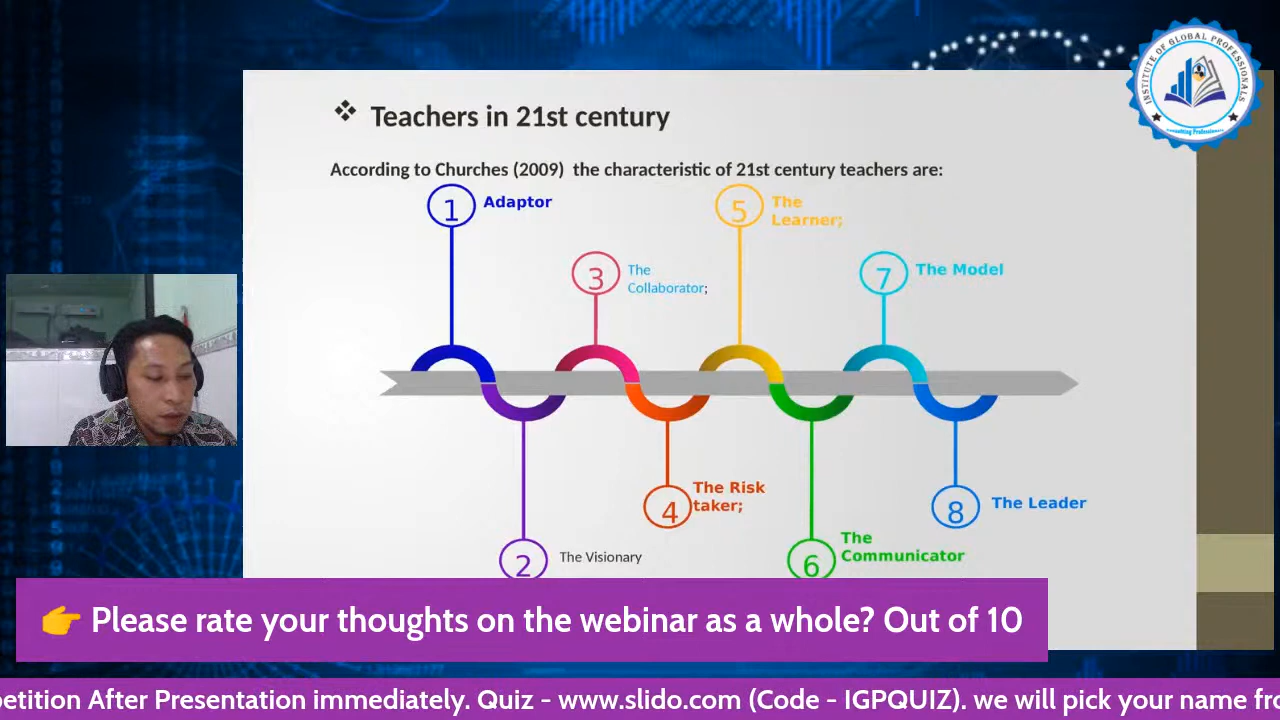 INSTITUTE OF GLOBAL PROFESSIONALS
Consulting Professionals
❖ Teachers in 21st century
According to Churches (2009)  the characteristic of 21st century teachers are:
1 Adaptor
5 The
Learner;
3 The
Collaborator;
7 The Model
4 The Risk
taker;
8 The Leader
2 The Visionary
6 The
Communicator
👉 Please rate your thoughts on the webinar as a whole? Out of 10
petition After Presentation immediately. Quiz - www.slido.com (Code - IGPQUIZ). we will pick your name fro